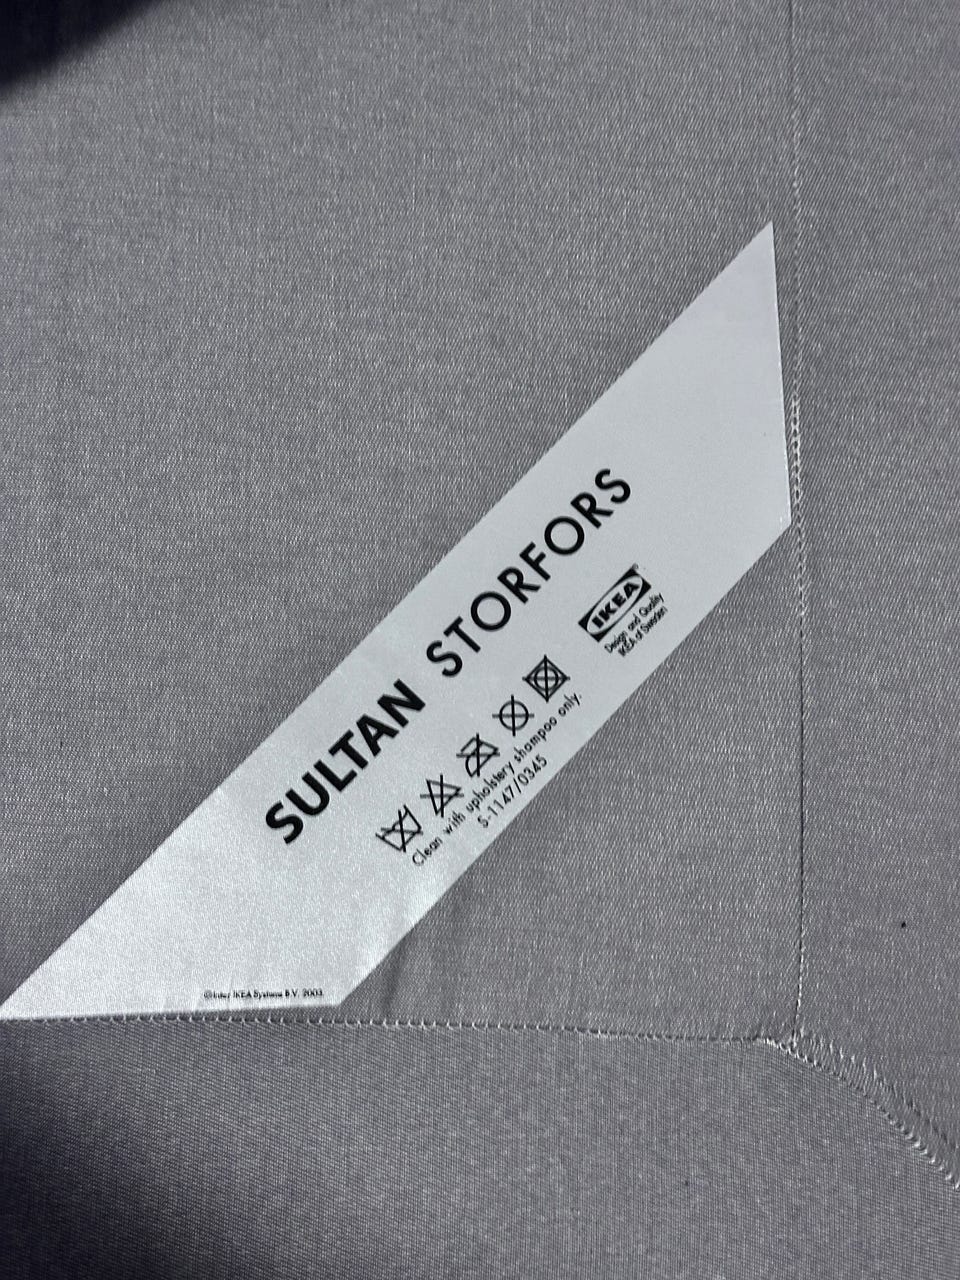 SULTAN STORFORS
IKEA®
Design and Quality
IKEA of Sweden
Clean with upholstery shampoo only.
S-1147/0345
©Inter IKEA Systems B.V. 2003